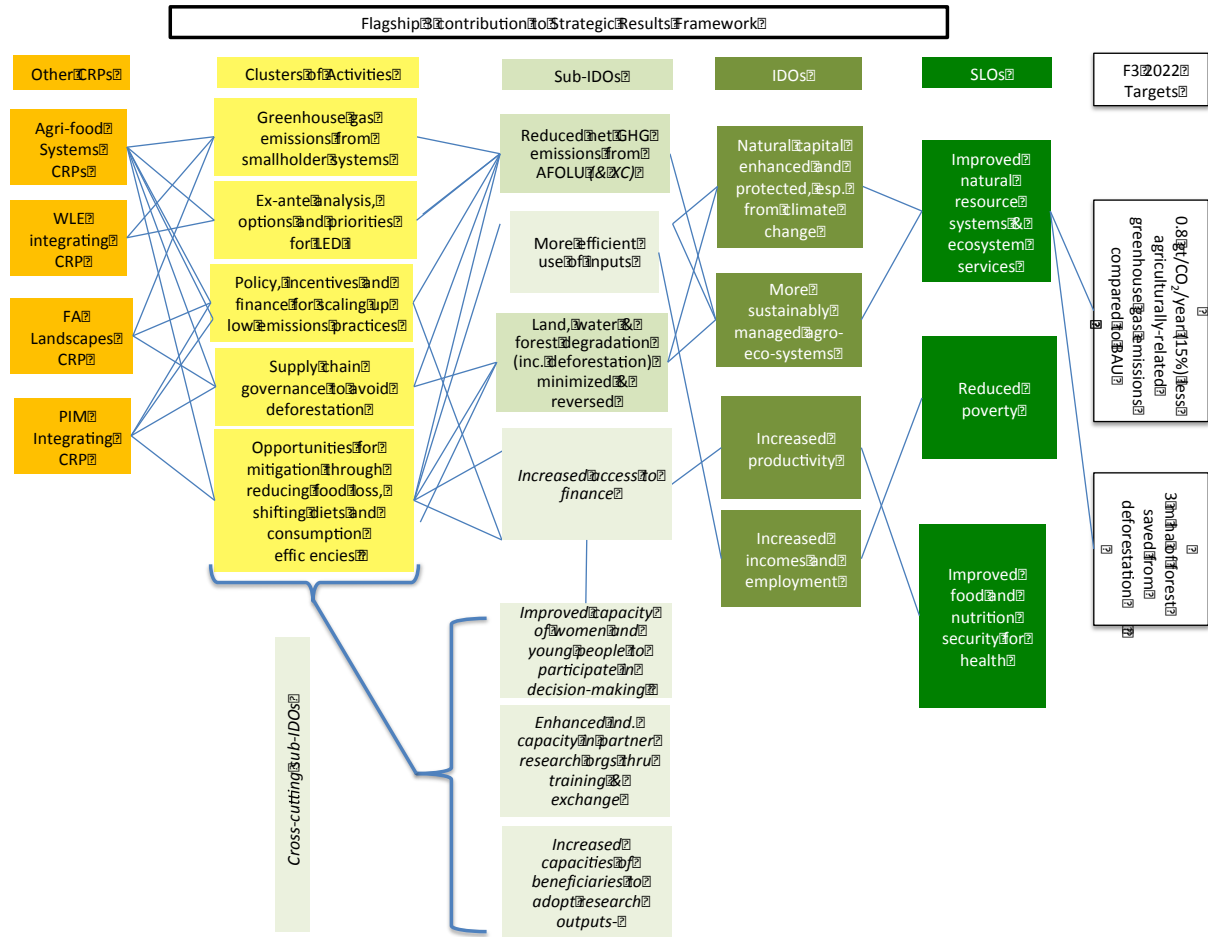 Flagship 3 contribution to Strategic Results Framework
Other CRPs
Clusters of Activities
Sub-IDOs
IDOs
SLOs
F3 2022
Targets
Agri-food
Systems
CRPs
WLE
integrating
CRP
FA
Landscapes
CRP
PIM
Integrating
CRP
Greenhouse gas
emissions from
smallholder systems
Ex-ante analysis,
options and priorities
for LED
Policy, incentives and
finance for scaling up
low emissions practices
Supply chain
governance to avoid
deforestation
Opportunities for
mitigation through
reducing food loss,
shifting diets and
consumption
effic encies
Reduced net GHG
emissions from
AFOLU (& XC)
More efficient
use of inputs
Land, water &
forest degradation
(inc. deforestation)
minimized &
reversed
Increased access to
finance
Improved capacity
of women and
young people to
participate in
decision-making
Enhanced Ind.
capacity in partner
research orgs thru
training &
exchange
Increased
capacities of
beneficiaries to
adopt research
outputs-
Cross-cutting sub-IDOs
Natural capital
enhanced and
protected, esp.
from climate
change
More
sustainably
managed agro-
eco-systems
Increased
productivity
Increased
incomes and
employment
Improved
natural
resource
systems &
ecosystem
services
Reduced
poverty
Improved
food and
nutrition
security for
health
0.8 gt/CO₂/year (15%) less
agriculturally-related
greenhouse gas emissions
compared to BAU
3 m ha of forest
saved from
deforestation